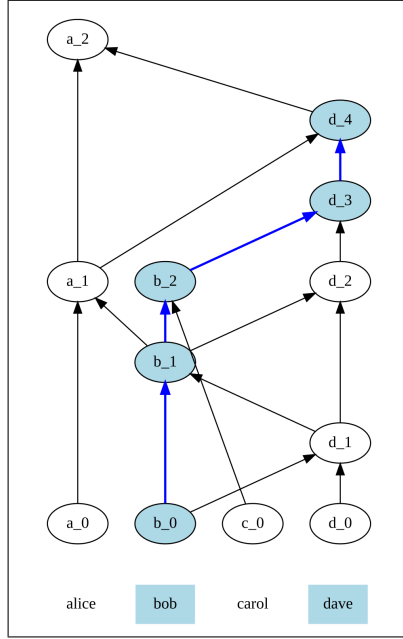 a_2
d_4
d_3
a_1 b_2 d_2
b_1
d_1
a_0 b_0 c_0 d_0
alice bob carol dave